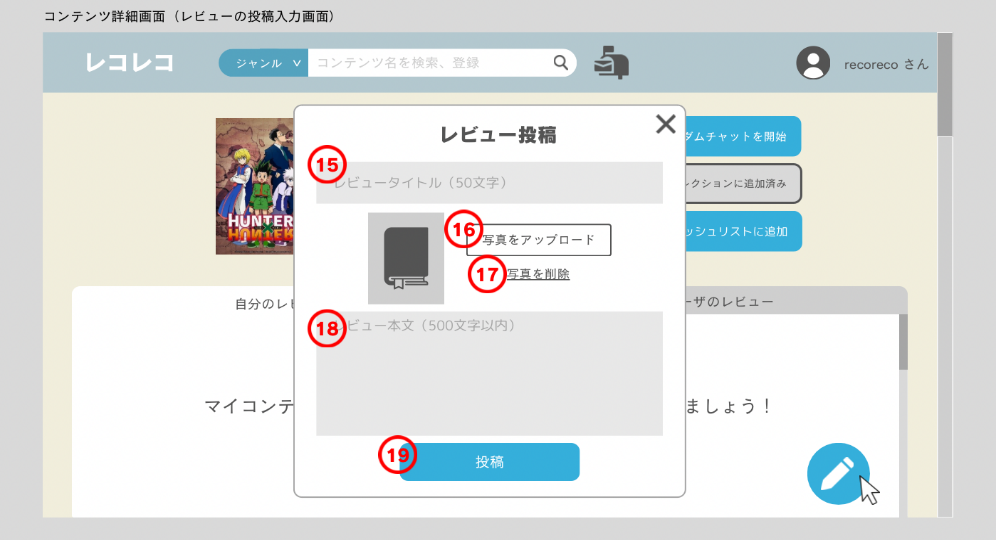 コンテンツ詳細画面（レビューの投稿入力画面）
レコレコ
ジャンル
コンテンツ名を検索、登録
recoreco さん
レビュー投稿
15
レビュータイトル（50文字）
HUNTER
HUNTER
16
写真をアップロード
17
写真を削除
ダムチャットを開始
クションに追加済み
ッシュリストに追加
自分のレビ
ーザのレビュー
18
レビュー本文（500文字以内）
マイコンテ
ましょう！
19
投稿